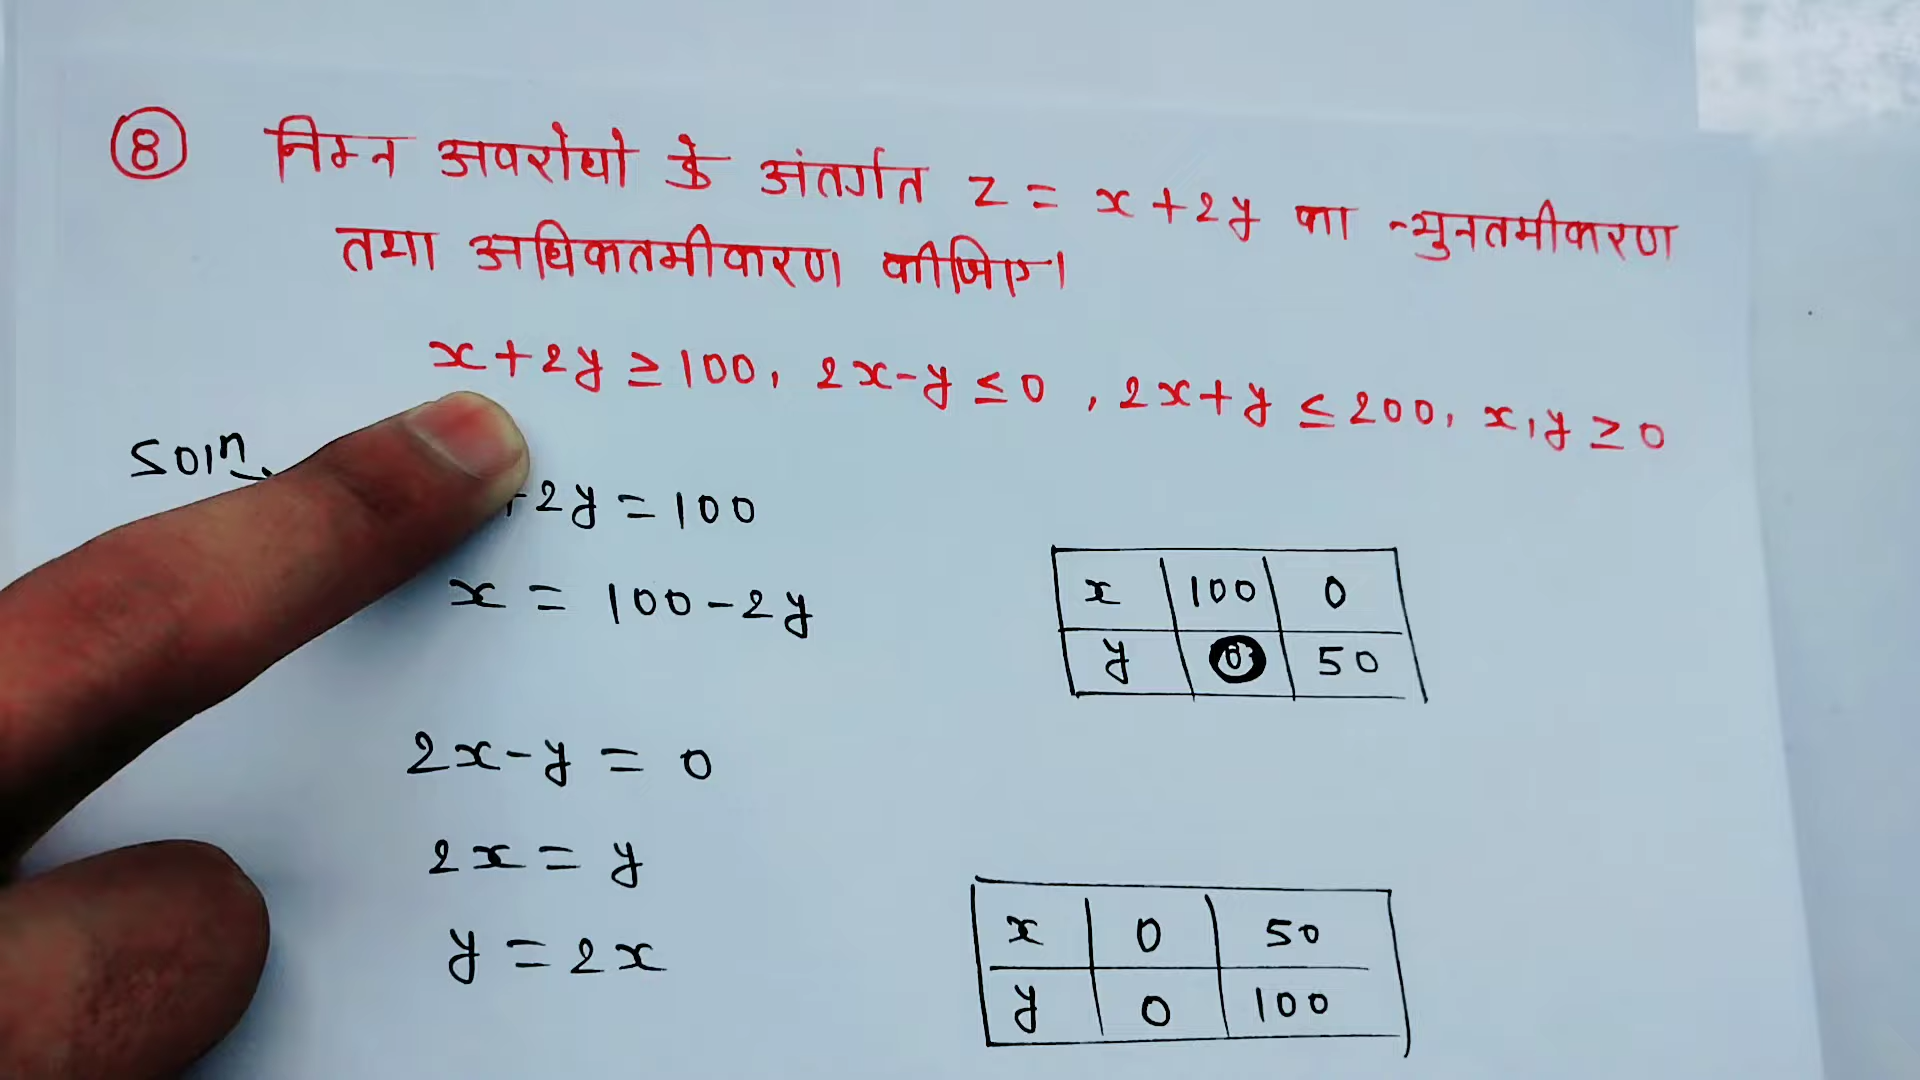 ⑧ निम्न अवरोधो के अंतर्गत z = x + 2y का न्युनतमीकरण
तथा अधिकतमीकरण कीजिए।
x + 2y ≥ 100, 2x - y ≤ 0, 2x + y ≤ 200, x, y ≥ 0
Soln.
+ 2y = 100
x = 100 - 2y
x 100 0
y 0 50
2x - y = 0
2x = y
y = 2x
x 0 50
y 0 100